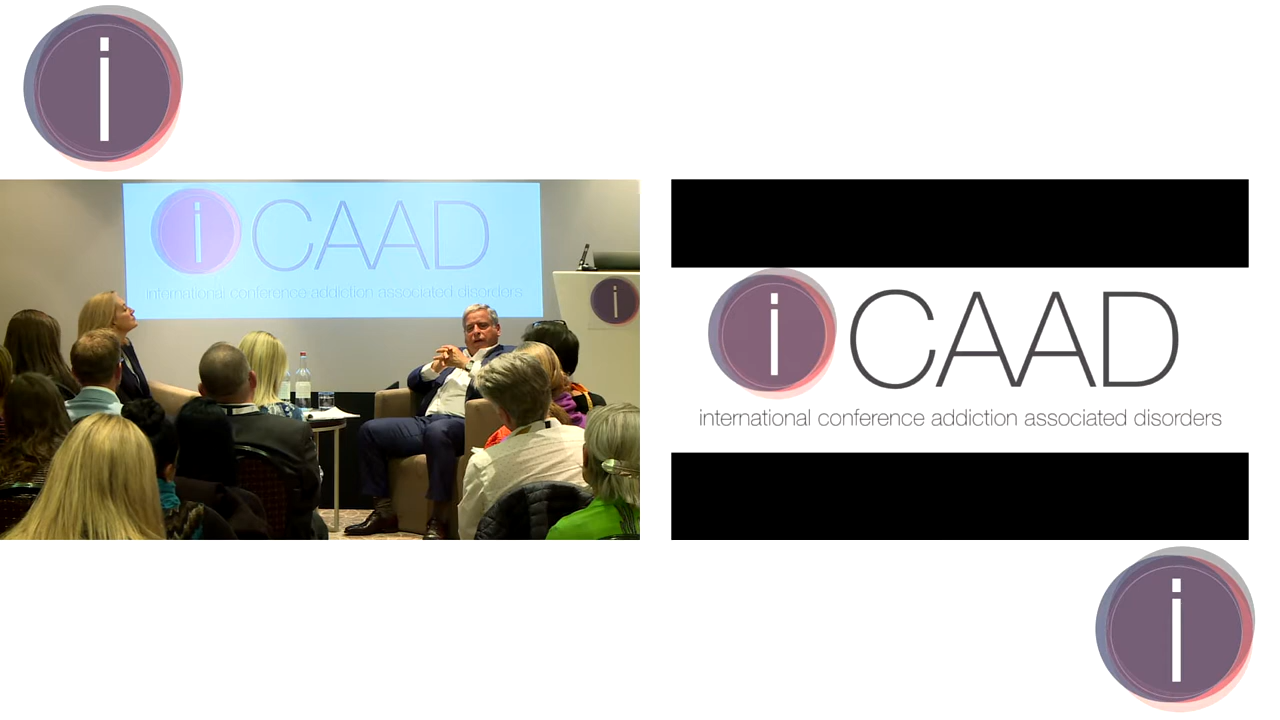 i
i CAAD
international conference addiction associated disorders
i
i CAAD
international conference addiction associated disorders
i